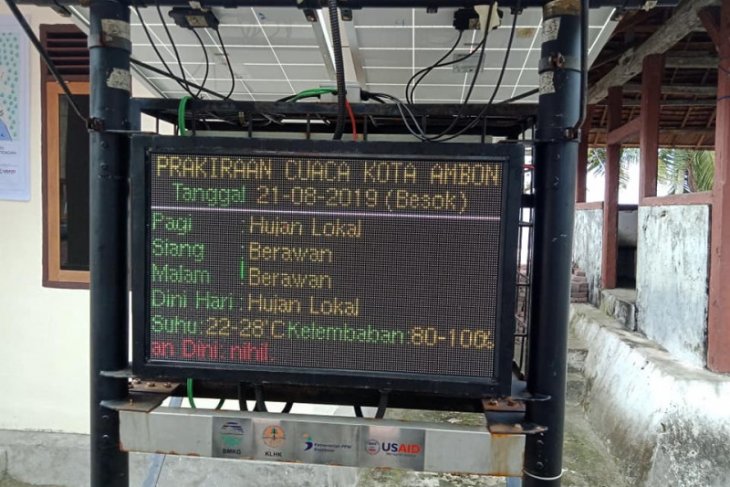 PRAKIRAAN CUACA KOTA AMBON
Tanggal 21-08-2019 (Besok)
Pagi : Hujan Lokal
Siang : Berawan
Malam : Berawan
Dini Hari : Hujan Lokal
Suhu:22-28°C Kelembaban:80-100%
an Dini: nihil.
BMKG
KLHK
USAID